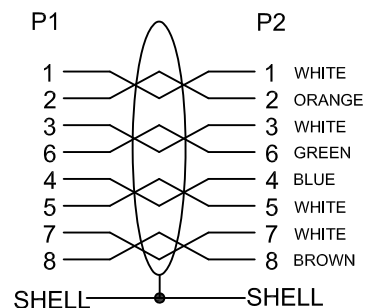 P1 P2
1 1 WHITE
2 2 ORANGE
3 3 WHITE
6 6 GREEN
4 4 BLUE
5 5 WHITE
7 7 WHITE
8 8 BROWN
SHELL SHELL